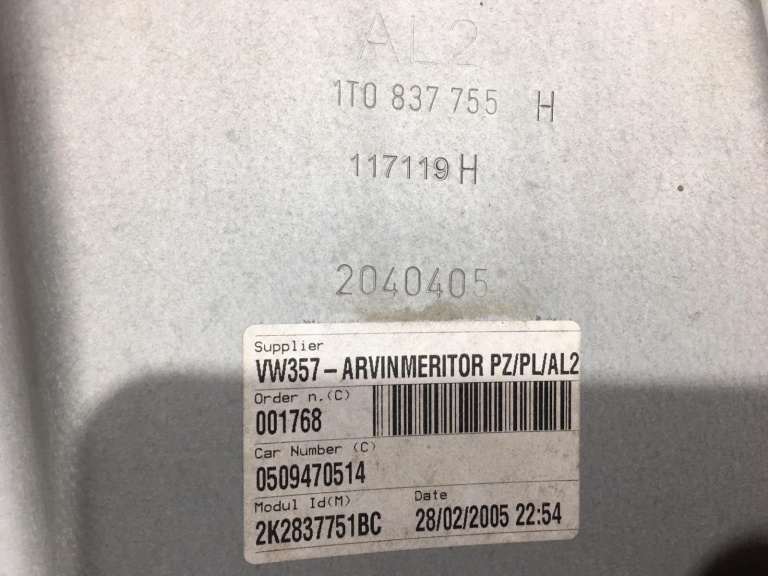 AL2
1T0 837 755 H
117119 H
2040405
Supplier
VW357-ARVINMERITOR PZ/PL/AL2
Order n.(C)
001768
Car Number (C)
0509470514
Modul Id(M) Date
2K2837751BC 28/02/2005 22:54